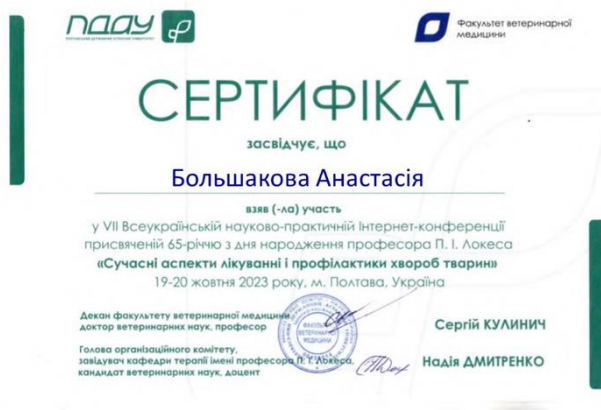 ПДАУ
Факультет ветеринарної
медицини
СЕРТИФІКАТ
засвідчує, що
Большакова Анастасія
взяв (-ла) участь
у VII Всеукраїнській науково-практичній Інтернет-конференції
присвяченій 65-річчю з дня народження професора П. І. Локеса
«Сучасні аспекти лікуванні і профілактики хвороб тварин»
19-20 жовтня 2023 року, м. Полтава, Україна
Декан факультету ветеринарної медицини
доктор ветеринарних наук, професор
Сергій КУЛИНИЧ
ФАКУЛЬТЕТ
ВЕТЕРИНАРНОЇ
МЕДИЦИНИ
Голова організаційного комітету,
завідувач кафедри терапії імені професора П. І. Локеса,
кандидат ветеринарних наук, доцент
Надія ДМИТРЕНКО